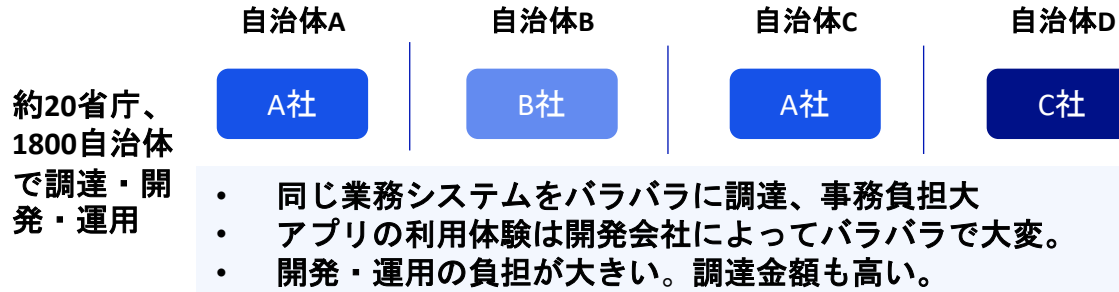 自治体A 自治体B 自治体C 自治体D
A社 B社 A社 C社
約20省庁、
1800自治体
で調達・開
発・運用
• 同じ業務システムをバラバラに調達、事務負担大
• アプリの利用体験は開発会社によってバラバラで大変。
• 開発・運用の負担が大きい。調達金額も高い。